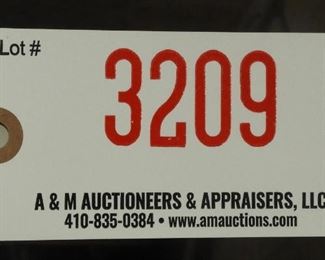 Lot #
3209
A & M AUCTIONEERS & APPRAISERS, LLC
410-835-0384 • www.amauctions.com